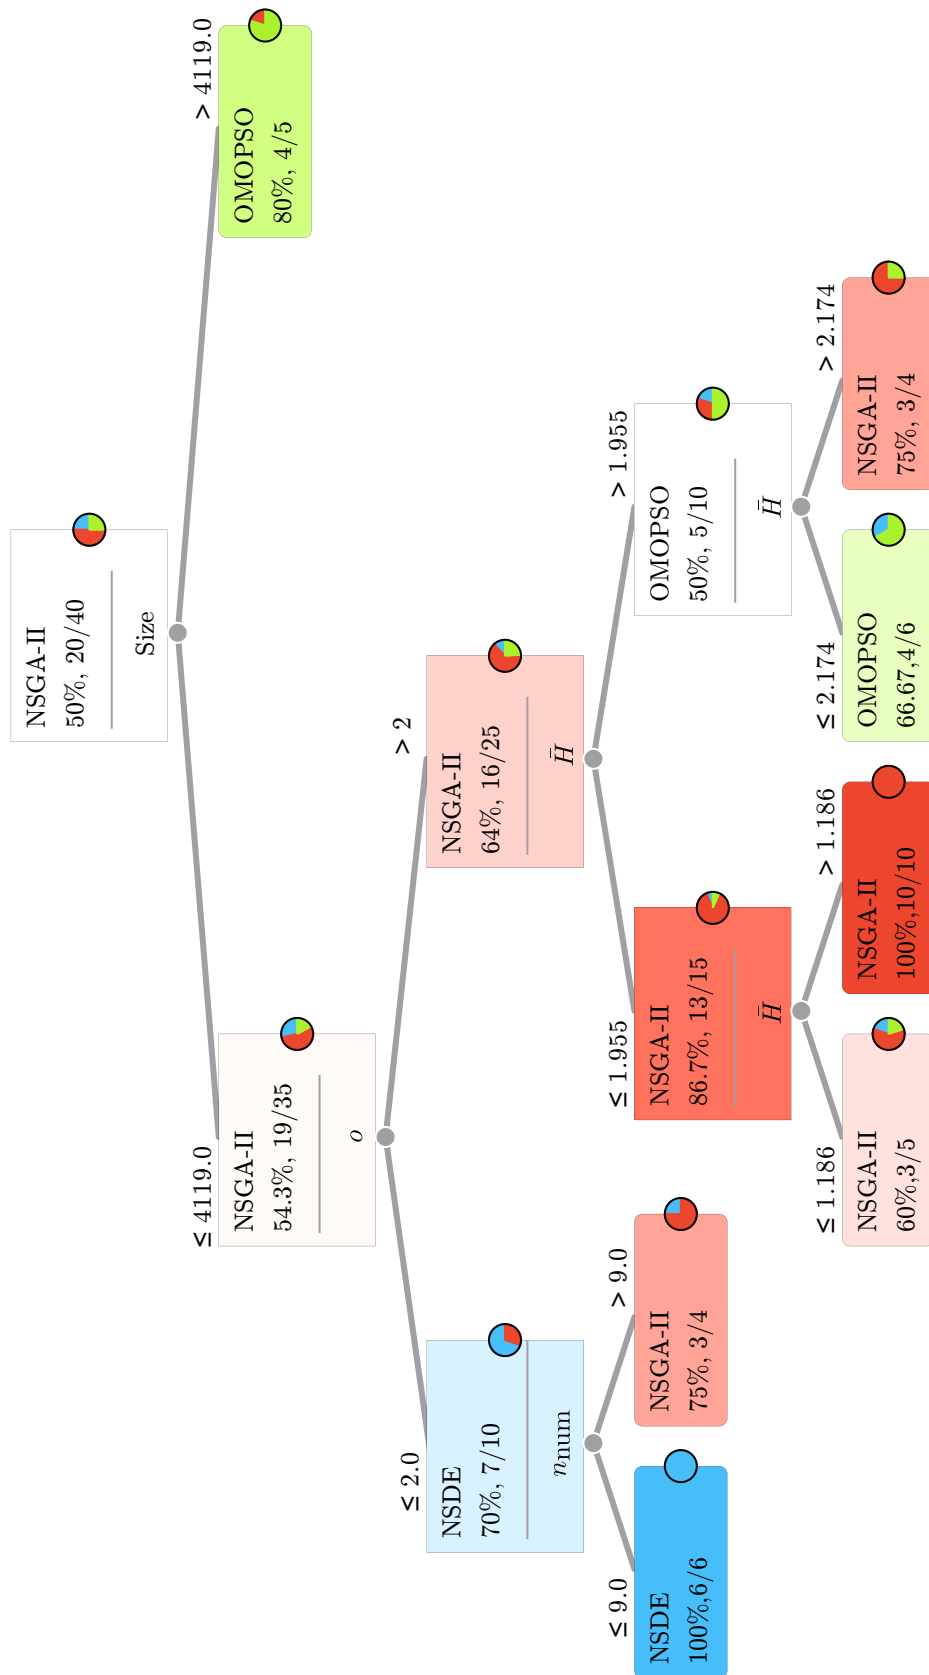 NSGA-II
50%, 20/40
Size
≤ 4119.0
> 4119.0
NSGA-II
54.3%, 19/35
o
OMOPSO
80%, 4/5
≤ 2.0
> 2
NSDE
70%, 7/10
n_num
NSGA-II
64%, 16/25
H̄
≤ 9.0
> 9.0
≤ 1.955
> 1.955
NSDE
100%,6/6
NSGA-II
75%, 3/4
NSGA-II
86.7%, 13/15
H̄
OMOPSO
50%, 5/10
H̄
≤ 1.186
> 1.186
≤ 2.174
> 2.174
NSGA-II
60%,3/5
NSGA-II
100%,10/10
OMOPSO
66.67,4/6
NSGA-II
75%, 3/4